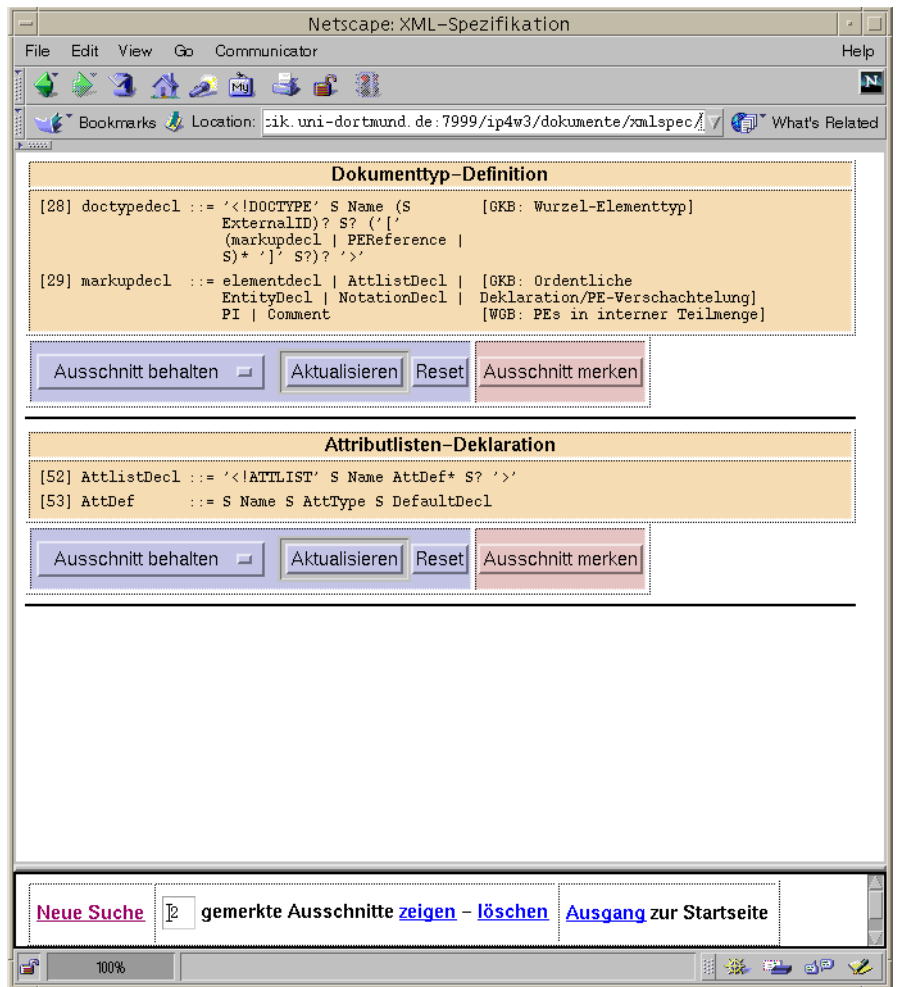 Netscape: XML-Spezifikation
File Edit View Go Communicator Help
My N
Bookmarks Location: cik.uni-dortmund.de:7999/ip4w3/dokumente/xmlspec/ What's Related
Dokumenttyp-Definition
[28] doctypedecl ::= '<!DOCTYPE' S Name (S [GKB: Wurzel-Elementtyp]
ExternalID)? S? ('['
(markupdecl | PEReference |
S)* ']' S?)? '>'
[29] markupdecl ::= elementdecl | AttlistDecl | [GKB: Ordentliche
EntityDecl | NotationDecl | Deklaration/PE-Verschachtelung]
PI | Comment [WGB: PEs in interner Teilmenge]
Ausschnitt behalten Aktualisieren Reset Ausschnitt merken
Attributlisten-Deklaration
[52] AttlistDecl ::= '<!ATTLIST' S Name AttDef* S? '>'
[53] AttDef ::= S Name S AttType S DefaultDecl
Ausschnitt behalten Aktualisieren Reset Ausschnitt merken
Neue Suche 2 gemerkte Ausschnitte zeigen - löschen Ausgang zur Startseite
100%